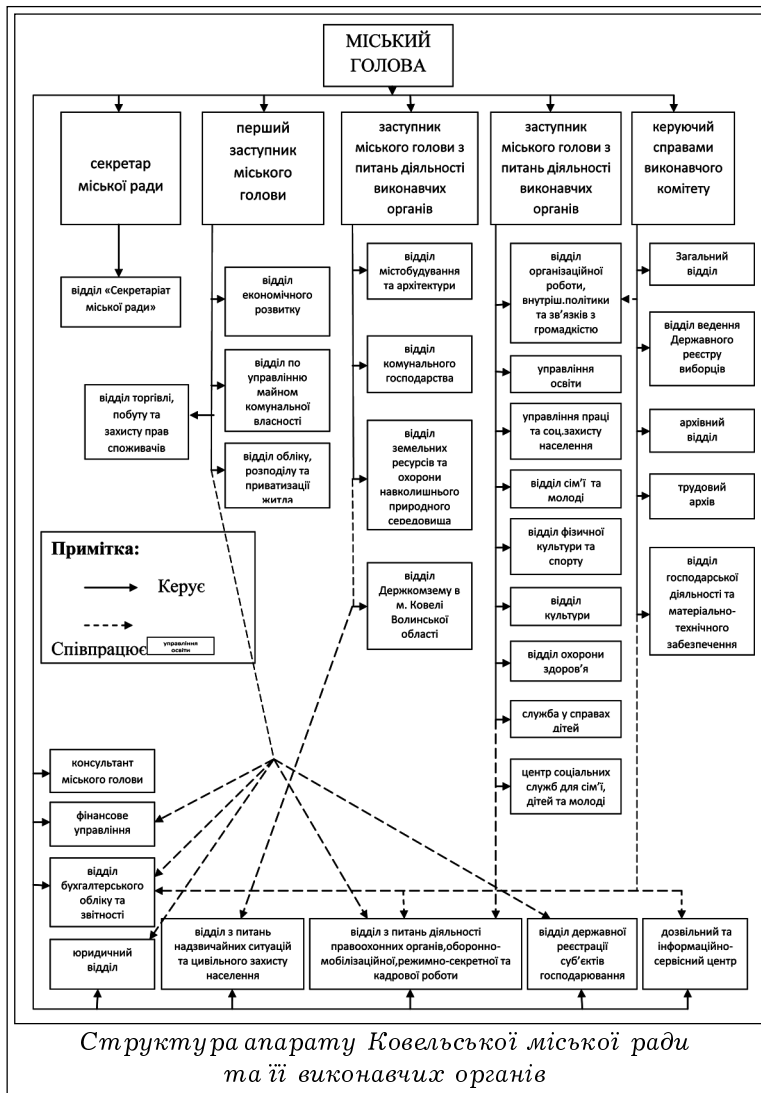 МІСЬКИЙ
ГОЛОВА
секретар
міської ради
перший
заступник
міського
голови
заступник
міського голови з
питань діяльності
виконавчих
органів
заступник
міського голови з
питань діяльності
виконавчих
органів
керуючий
справами
виконавчого
комітету
відділ «Секретаріат
міської ради»
відділ
економічного
розвитку
відділ по
управлінню
майном
комунальної
власності
відділ торгівлі,
побуту та
захисту прав
споживачів
відділ обліку,
розподілу та
приватизації
житла
відділ
містобудування
та архітектури
відділ
комунального
господарства
відділ
земельних
ресурсів та
охорони
навколишнього
природного
середовища
відділ
Держкомзему в
м. Ковелі
Волинської
області
відділ
організаційної
роботи,
внутріш.політики
та зв’язків з
громадкістю
управління
освіти
управління праці
та соц.захисту
населення
відділ сім’ї та
молоді
відділ фізичної
культури та
спорту
відділ
культури
відділ охорони
здоров’я
служба у справах
дітей
центр соціальних
служб для сім’ї,
дітей та молоді
Загальний
відділ
відділ ведення
Державного
реєстру
виборців
архівний
відділ
трудовий
архів
відділ
господарської
діяльності та
матеріально-
технічного
забезпечення
Примітка:
Керує
Співпрацює
управління
освіти
консультант
міського голови
фінансове
управління
відділ
бухгалтерського
обліку та
звітності
юридичний
відділ
відділ з питань
надзвичайних ситуацій
та цивільного захисту
населення
відділ з питань діяльності
правоохонних органів,оборонно-
мобілізаційної,режимно-секретної та
кадрової роботи
відділ державної
реєстрації
суб’єктів
господарювання
дозвільний та
інформаційно-
сервісний центр
Структура апарату Ковельської міської ради
та її виконавчих органів